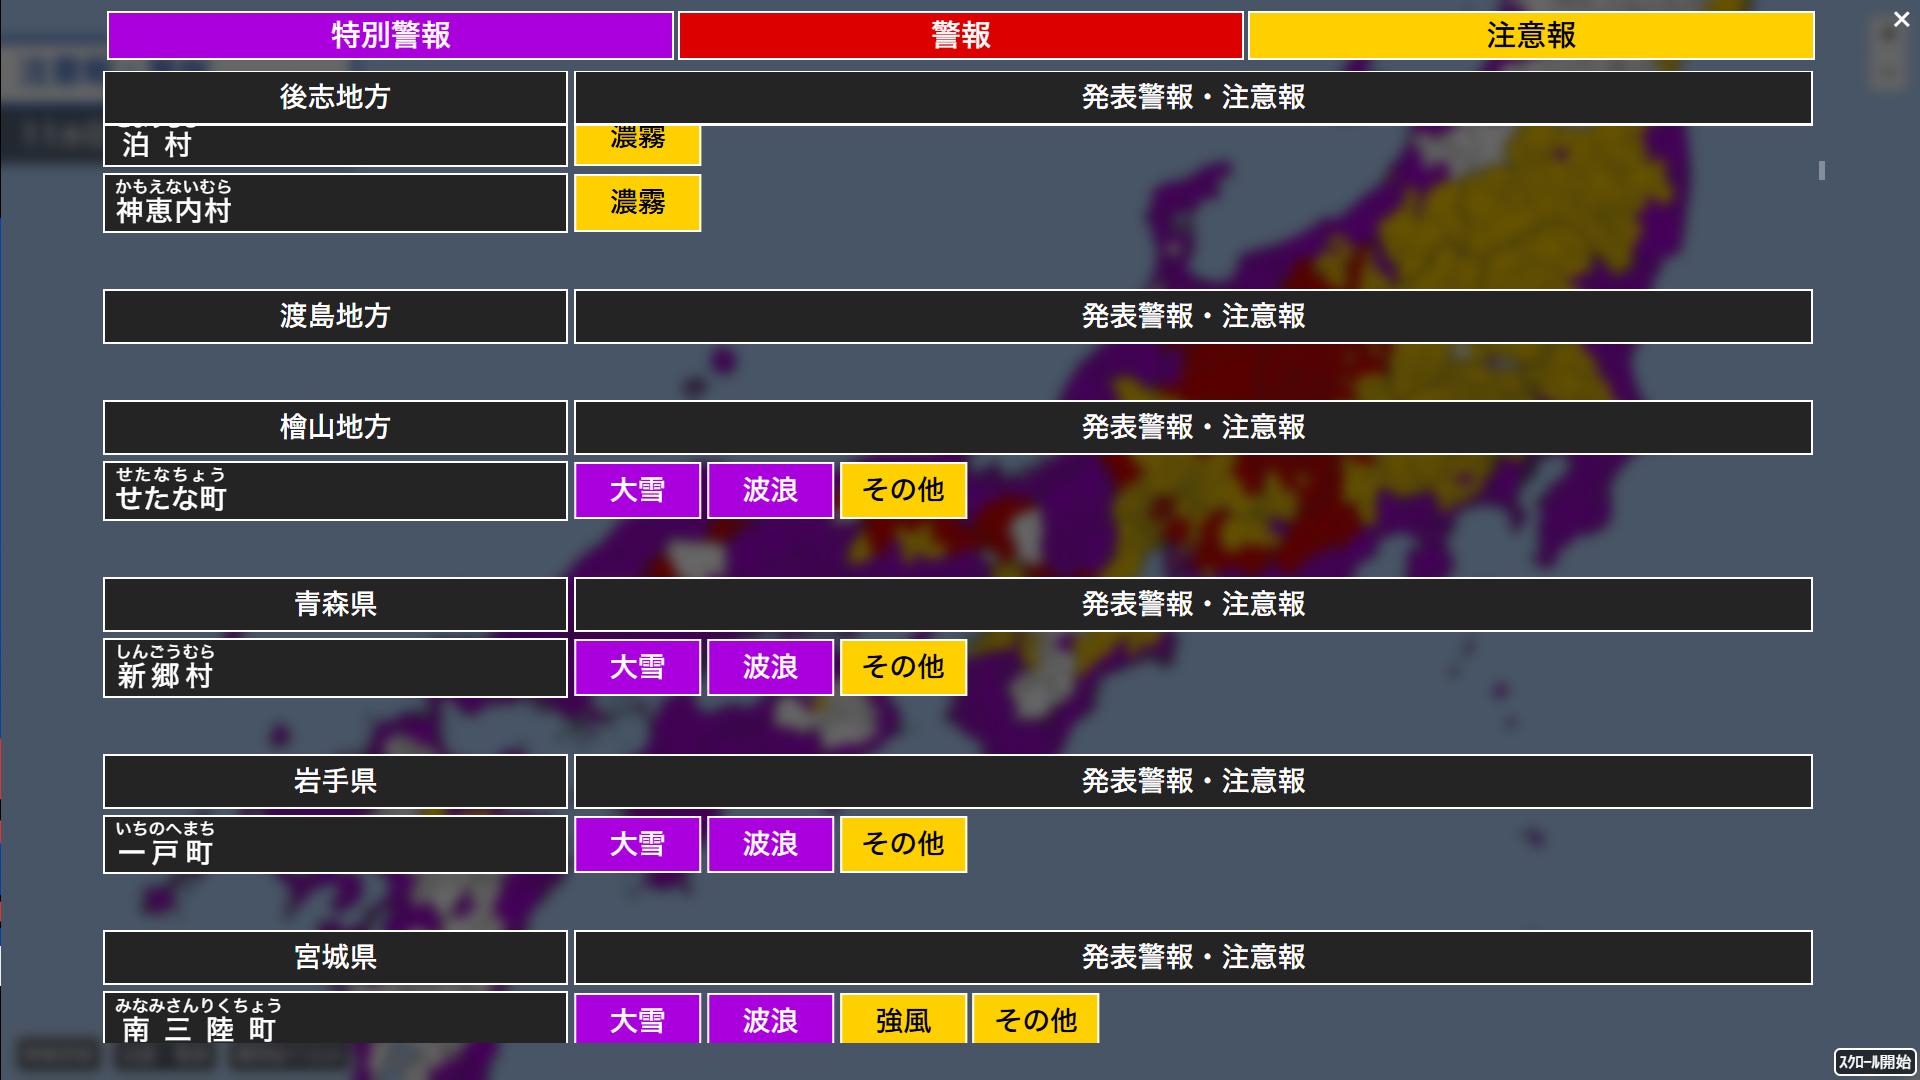 特別警報 警報 注意報
後志地方 発表警報・注意報
泊村 濃霧
かもえないむら
神恵内村 濃霧
渡島地方 発表警報・注意報
檜山地方 発表警報・注意報
せたなちょう
せたな町 大雪 波浪 その他
青森県 発表警報・注意報
しんごうむら
新郷村 大雪 波浪 その他
岩手県 発表警報・注意報
いちのへまち
一戸町 大雪 波浪 その他
宮城県 発表警報・注意報
みなみさんりくちょう
南三陸町 大雪 波浪 強風 その他
スクロール開始